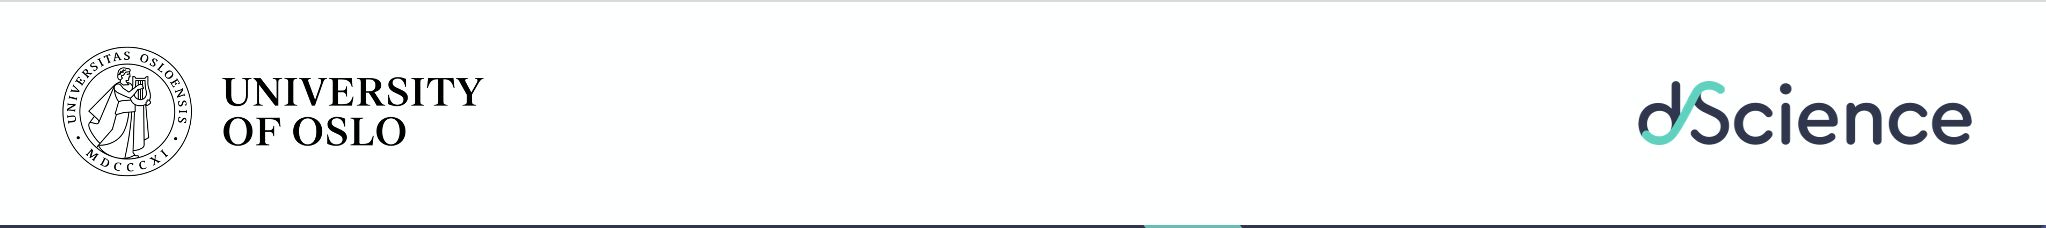 UNIVERSITAS OSLOENSIS
MDCCCXI
UNIVERSITY
OF OSLO
dScience